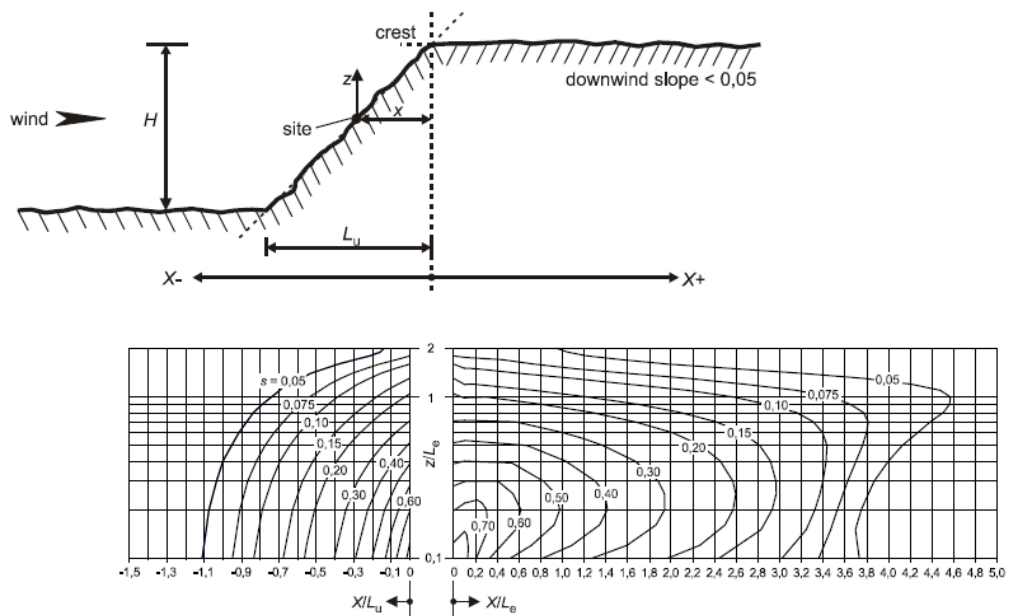 crest
downwind slope < 0,05
z
wind
H
x
site
L_u
X-
X+
2
s = 0,05
0,05
0,075
0,075
1
0,10
0,10
0,15
0,15
0,20
0,20
z/L_e
0,40
0,30
0,30
0,50
0,40
0,60
0,60
0,70
0,1
-1,5 -1,3 -1,1 -0,9 -0,7 -0,5 -0,3 0 0 0,2 0,4 0,6 0,8 1,0 1,2 1,4 1,6 1,8 2,0 2,2 2,4 2,6 2,8 3,0 3,2 3,4 3,6 3,8 4,0 4,2 4,4 4,6 4,8 5,0
X/L_u
X/L_e